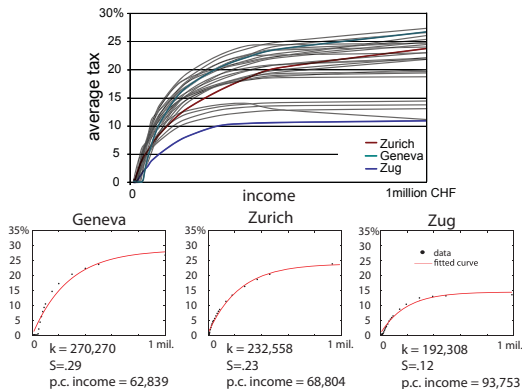 30%
25
20
15
10
5
0
average tax
0
income
1million CHF
Zurich
Geneva
Zug
Geneva
35%
30
25
20
15
10
5
0
0
1 mil.
k = 270,270
S=.29
p.c. income = 62,839
Zurich
35%
30
25
20
15
10
5
0
0
1 mil.
k = 232,558
S=.23
p.c. income = 68,804
Zug
35%
30
25
20
15
10
5
0
data
fitted curve
0
1 mil.
k = 192,308
S=.12
p.c. income = 93,753